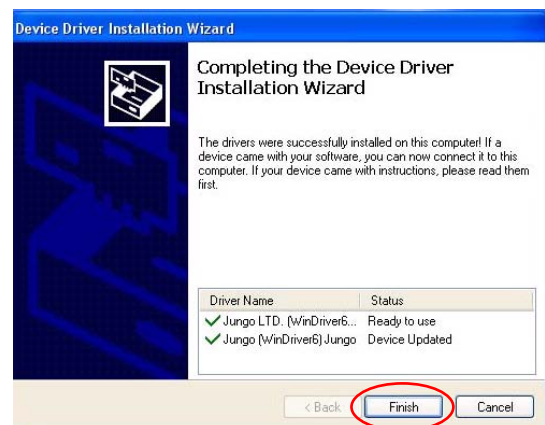 Device Driver Installation Wizard
Completing the Device Driver
Installation Wizard
The drivers were successfully installed on this computer! If a
device came with your software, you can now connect it to this
computer. If your device came with instructions, please read them
first.
Driver Name Status
Jungo LTD. (WinDriver6... Ready to use
Jungo (WinDriver6) Jungo Device Updated
< Back Finish Cancel